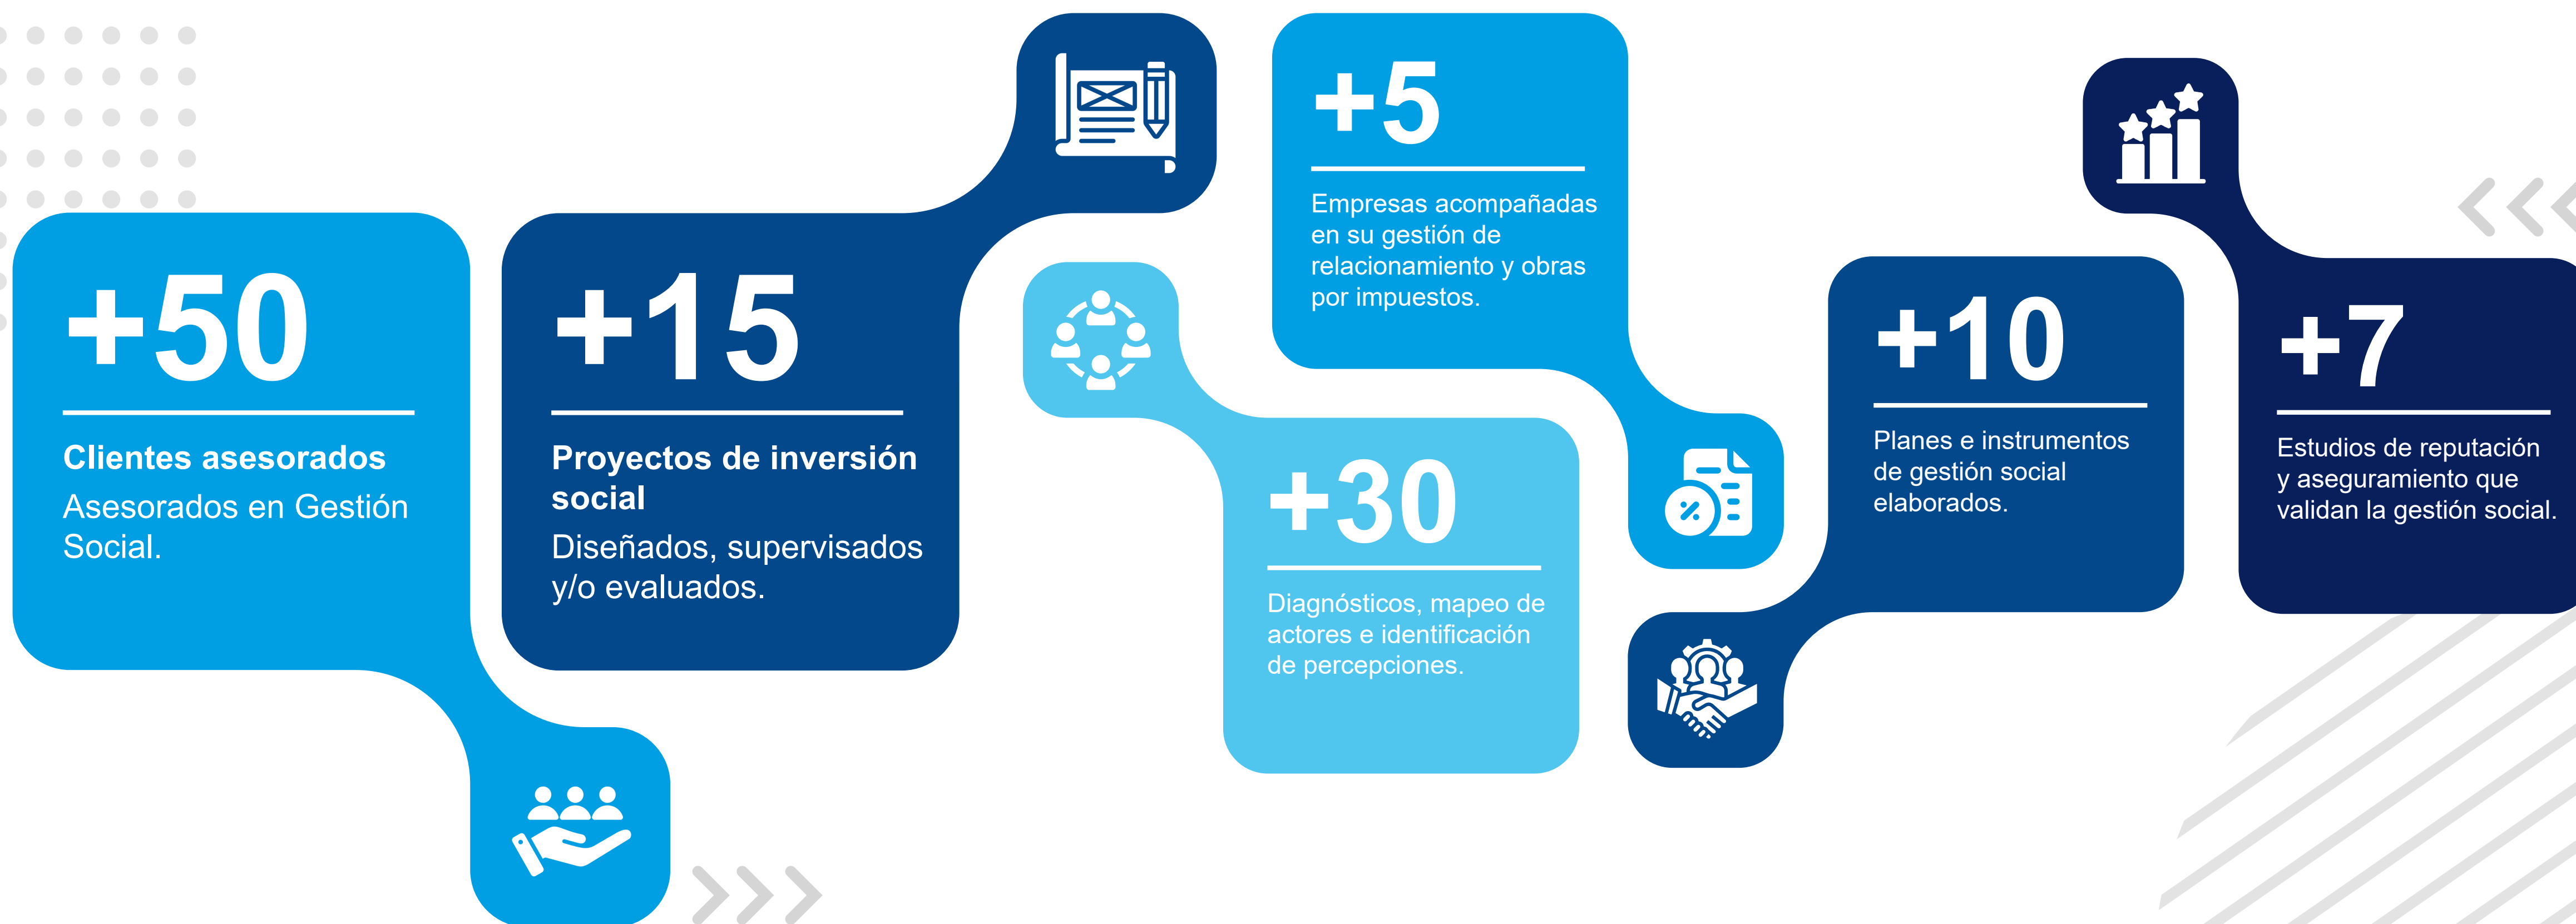 +50
Clientes asesorados
Asesorados en Gestión
Social.
+15
Proyectos de inversión
social
Diseñados, supervisados
y/o evaluados.
+5
Empresas acompañadas
en su gestión de
relacionamiento y obras
por impuestos.
+30
Diagnósticos, mapeo de
actores e identificación
de percepciones.
+10
Planes e instrumentos
de gestión social
elaborados.
+7
Estudios de reputación
y aseguramiento que
validan la gestión social.